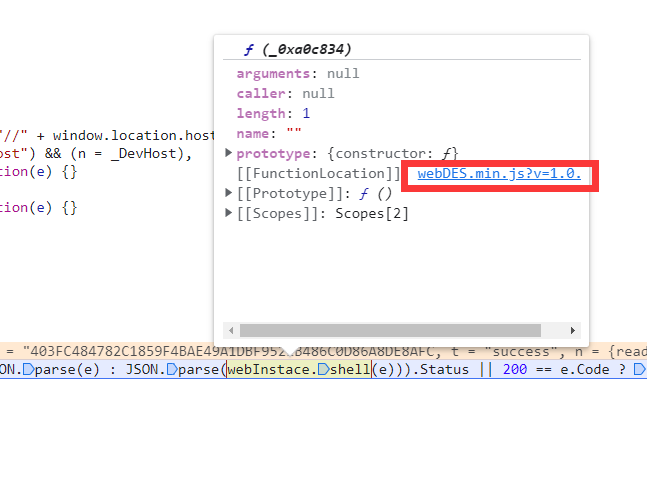 ƒ (_0xa0c834)
arguments: null
caller: null
length: 1
name: ""
prototype: {constructor: ƒ}
[[FunctionLocation]] webDES.min.js?v=1.0.
[[Prototype]]: ƒ ()
[[Scopes]]: Scopes[2]
"//" + window.location.host
ost") && (n = _DevHost),
tion(e) {}
tion(e) {}
= "403FC484782C1859F4BAE49A1DBF952 B486C0D86A8DE8AFC, t = "success", n = {read
ON.parse(e) : JSON.parse(webInstace.shell(e))).Status || 200 == e.Code ?